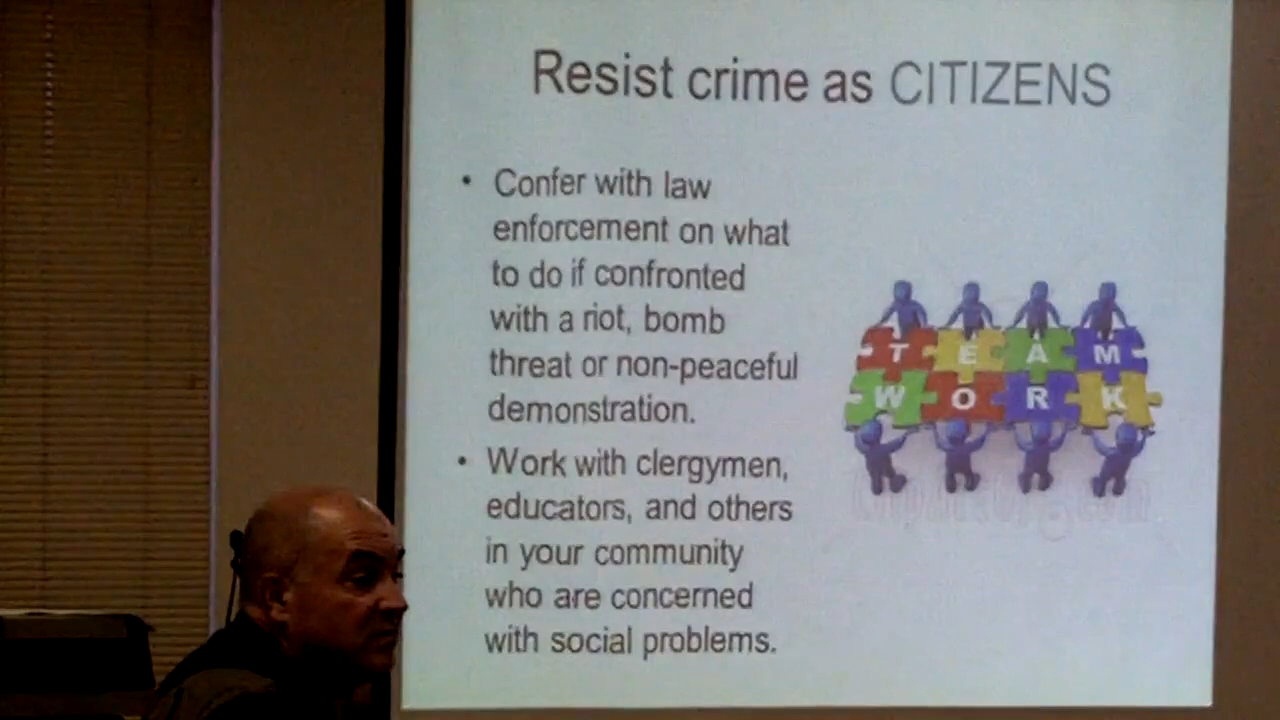 Resist crime as CITIZENS
• Confer with law
enforcement on what
to do if confronted
with a riot, bomb
threat or non-peaceful
demonstration.
• Work with clergymen,
educators, and others
in your community
who are concerned
with social problems.
TEAM
WORK